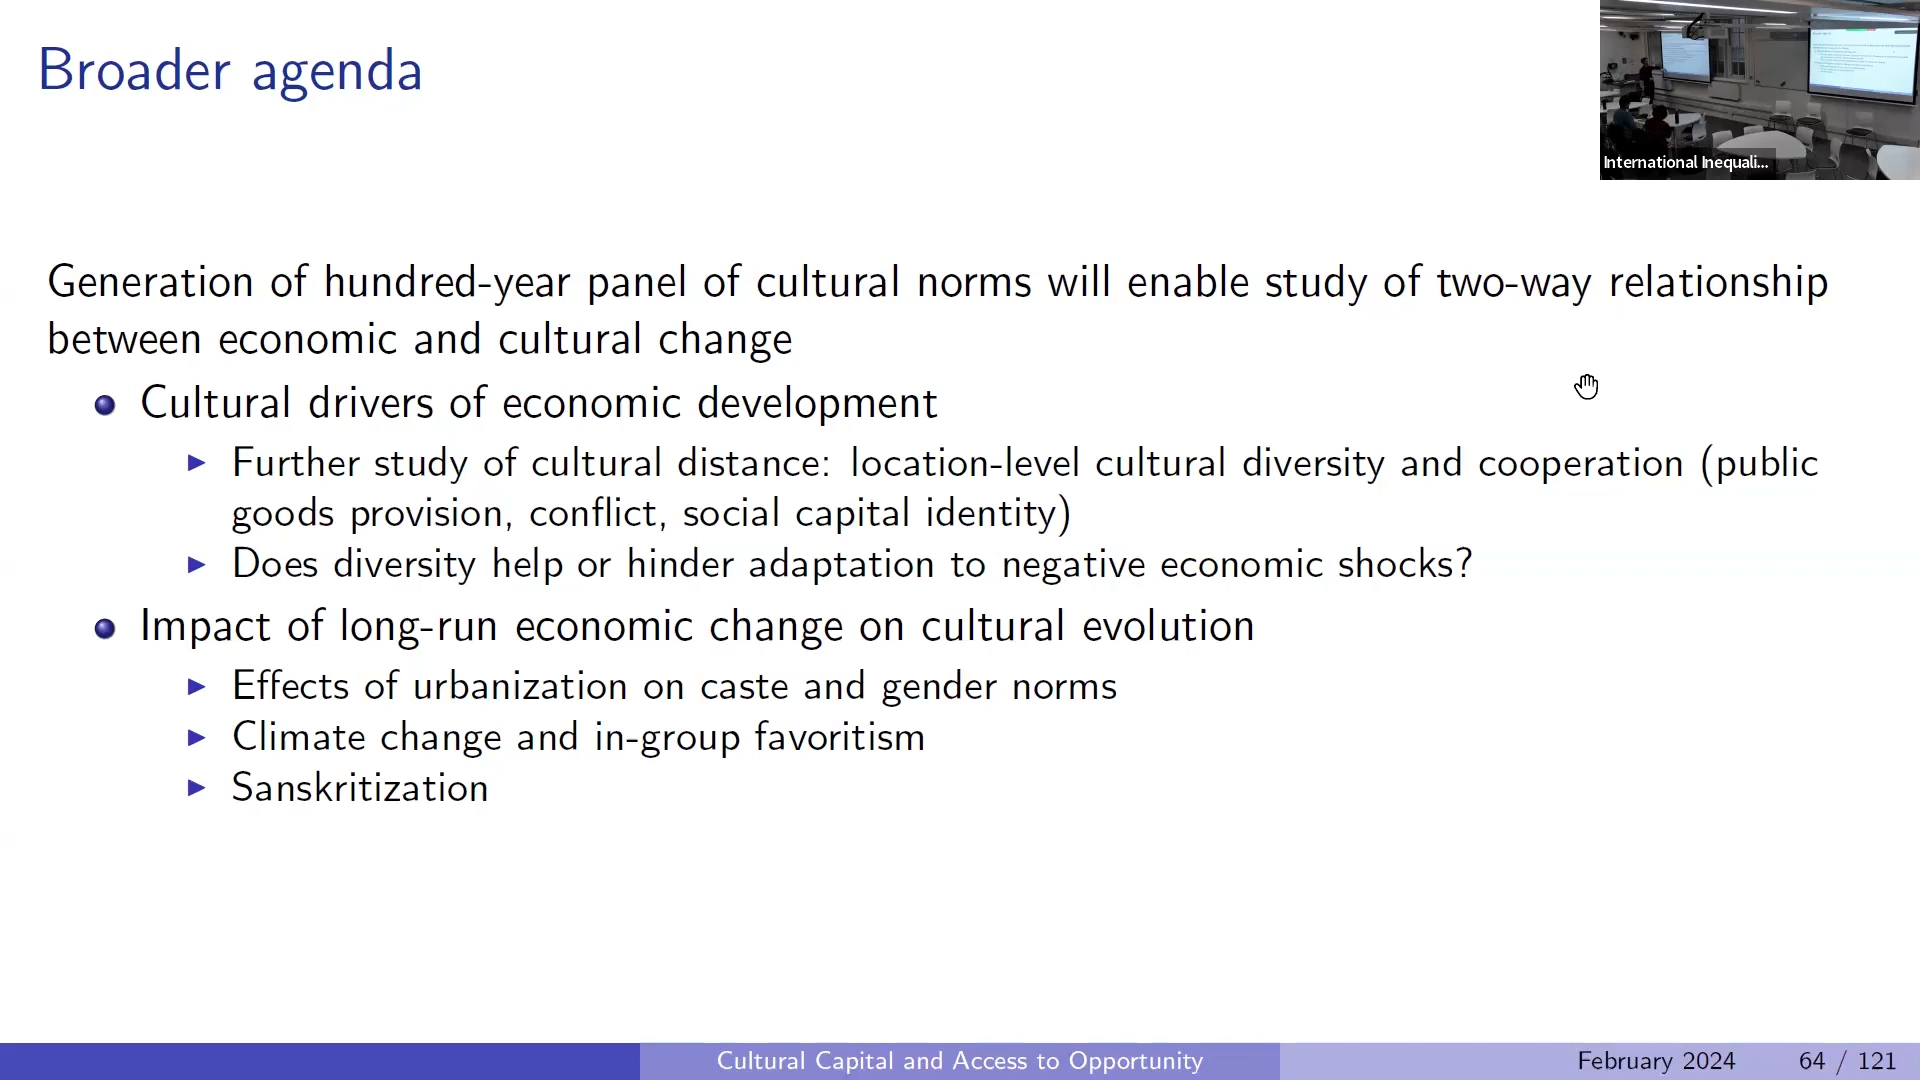 Broader agenda
International Inequali...
Generation of hundred-year panel of cultural norms will enable study of two-way relationship
between economic and cultural change
Cultural drivers of economic development
Further study of cultural distance: location-level cultural diversity and cooperation (public
goods provision, conflict, social capital identity)
Does diversity help or hinder adaptation to negative economic shocks?
Impact of long-run economic change on cultural evolution
Effects of urbanization on caste and gender norms
Climate change and in-group favoritism
Sanskritization
Cultural Capital and Access to Opportunity
February 2024 64 / 121